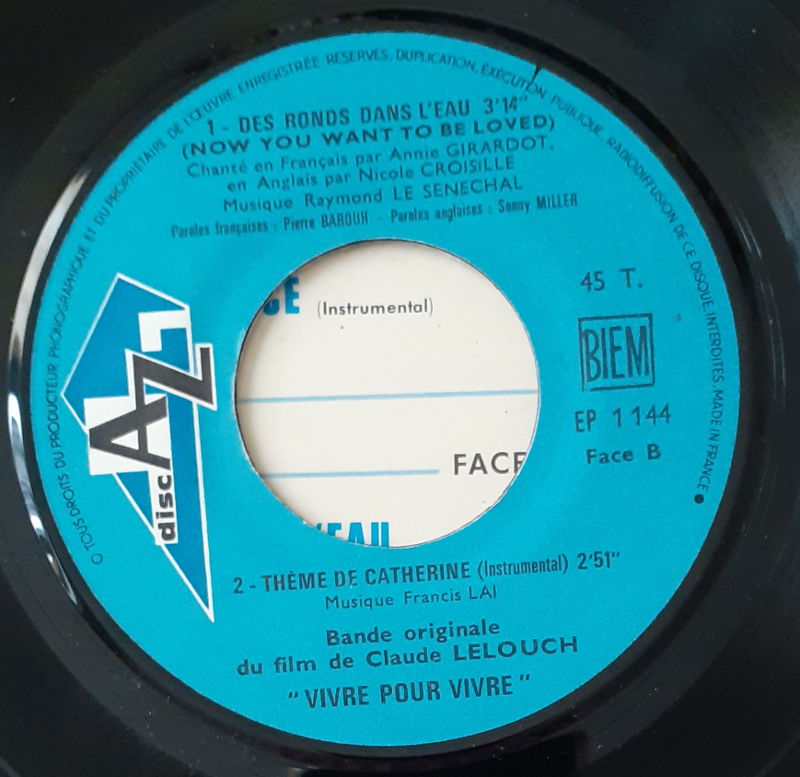 © TOUS DROITS DU PRODUCTEUR PHONOGRAPHIQUE ET DU PROPRIÉTAIRE DE L'ŒUVRE ENREGISTRÉE RÉSERVÉS. DUPLICATION, EXÉCUTION PUBLIQUE, RADIODIFFUSION DE CE DISQUE INTERDITES. MADE IN FRANCE
1 - DES RONDS DANS L'EAU 3'14"
(NOW YOU WANT TO BE LOVED)
Chanté en Français par Annie GIRARDOT,
en Anglais par Nicole CROISILLE
Musique Raymond LE SENECHAL
Paroles françaises : Pierre BAROUH - Paroles anglaises : Sonny MILLER
disc AZ
45 T.
BIEM
EP 1144
Face B
(Instrumental)
FACE
2 - THÈME DE CATHERINE (Instrumental) 2'51"
Musique Francis LAI
Bande originale
du film de Claude LELOUCH
"VIVRE POUR VIVRE"